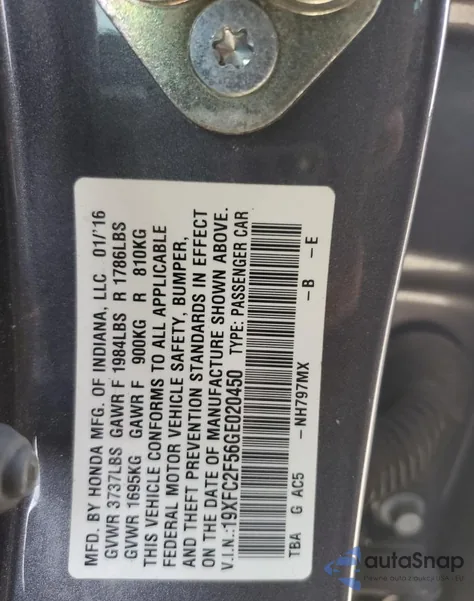 MFD. BY HONDA MFG. OF INDIANA, LLC 01/'16
GVWR 3737LBS GAWR F 1984LBS R 1786LBS
GVWR 1695KG GAWR F 900KG R 810KG
THIS VEHICLE CONFORMS TO ALL APPLICABLE
FEDERAL MOTOR VEHICLE SAFETY, BUMPER,
AND THEFT PREVENTION STANDARDS IN EFFECT
ON THE DATE OF MANUFACTURE SHOWN ABOVE.
V.I.N.: 19XFC2F56GE020450 TYPE: PASSENGER CAR
TBA G AC5 -NH797MX -B -E
autoSnap